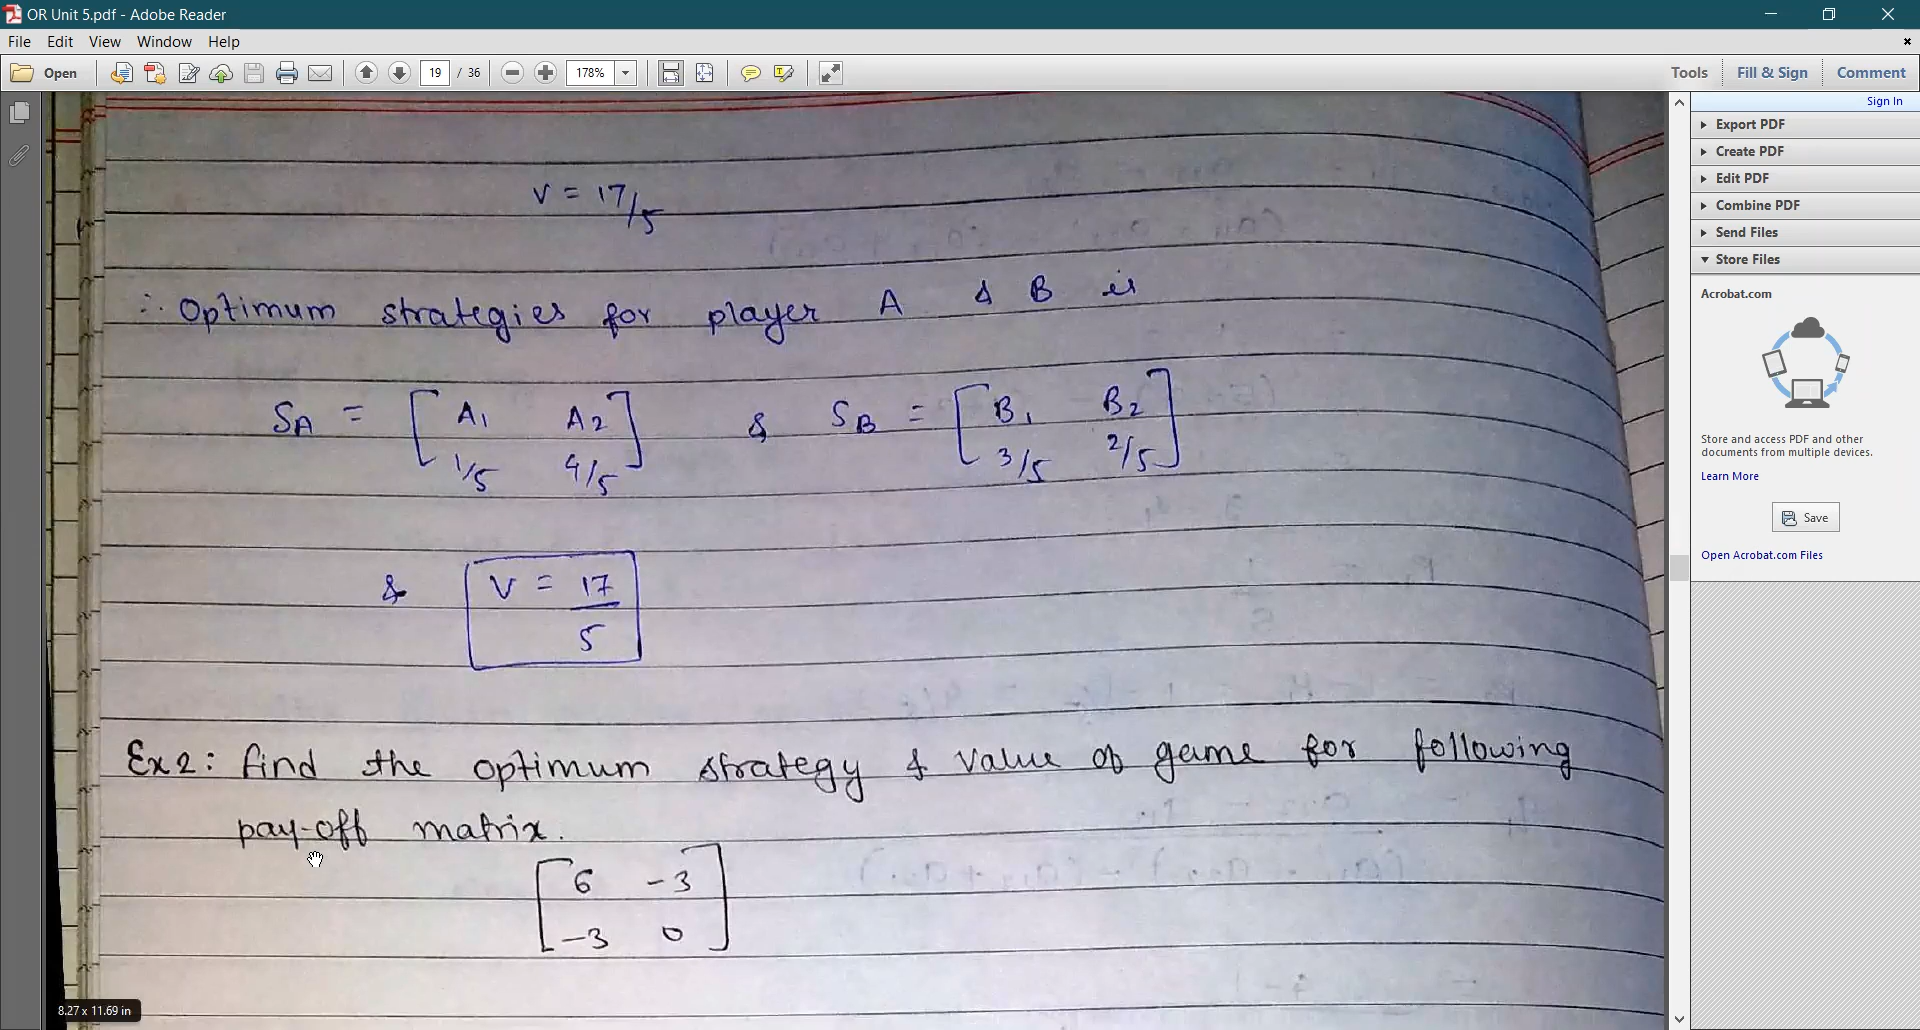 OR Unit 5.pdf - Adobe Reader
File Edit View Window Help
Open 19 / 36 178% Tools Fill & Sign Comment
Sign In
Export PDF
Create PDF
Edit PDF
Combine PDF
Send Files
Store Files
Acrobat.com
Store and access PDF and other
documents from multiple devices.
Learn More
Save
Open Acrobat.com Files
V = 17/5
∴ Optimum strategies for player A & B is
SA = [ A1 A2 & SB = [ B1 B2 ]
1/5 4/5 ] 3/5 2/5
& V = 17
5
Ex2: find the optimum strategy & value of game for following
pay-off matrix.
[ 6 -3
-3 0 ]
8.27 x 11.69 in